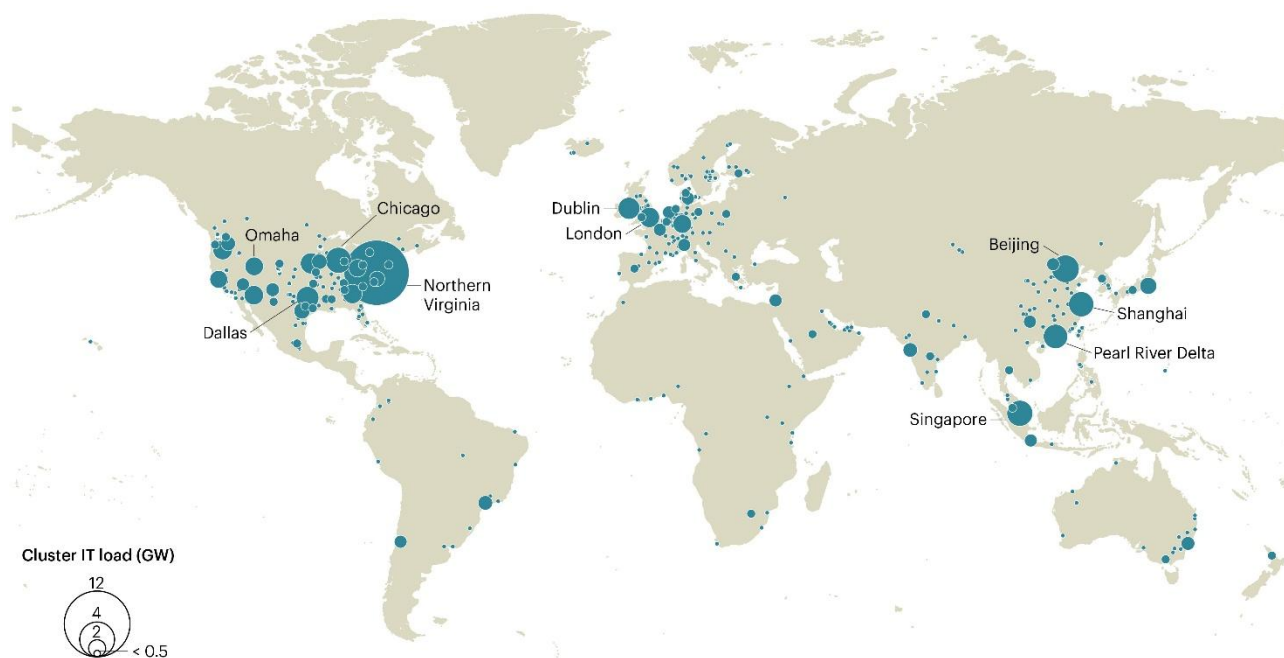 Chicago
Omaha
Northern
Virginia
Dallas
Dublin
London
Beijing
Shanghai
Pearl River Delta
Singapore
Cluster IT load (GW)
12
4
2
< 0.5